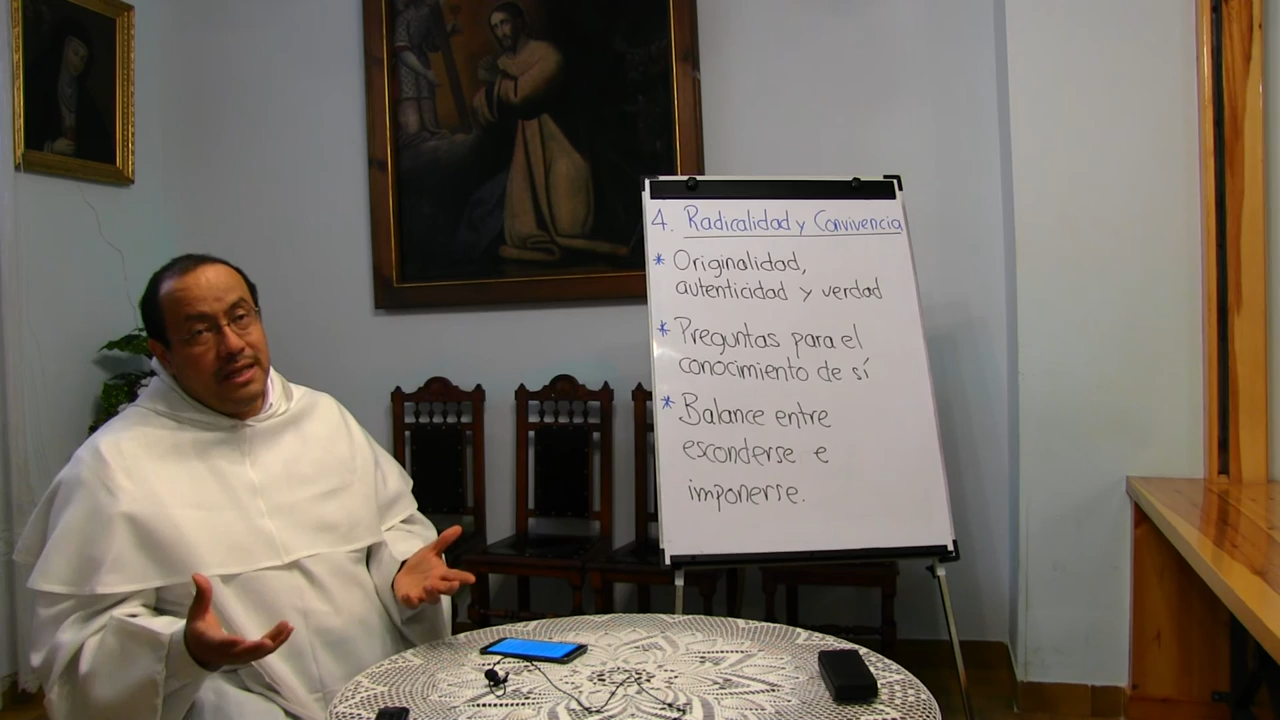 4. Radicalidad y Convivencia
* Originalidad,
autenticidad y verdad
* Preguntas para el
conocimiento de sí
* Balance entre
esconderse e
imponerse.